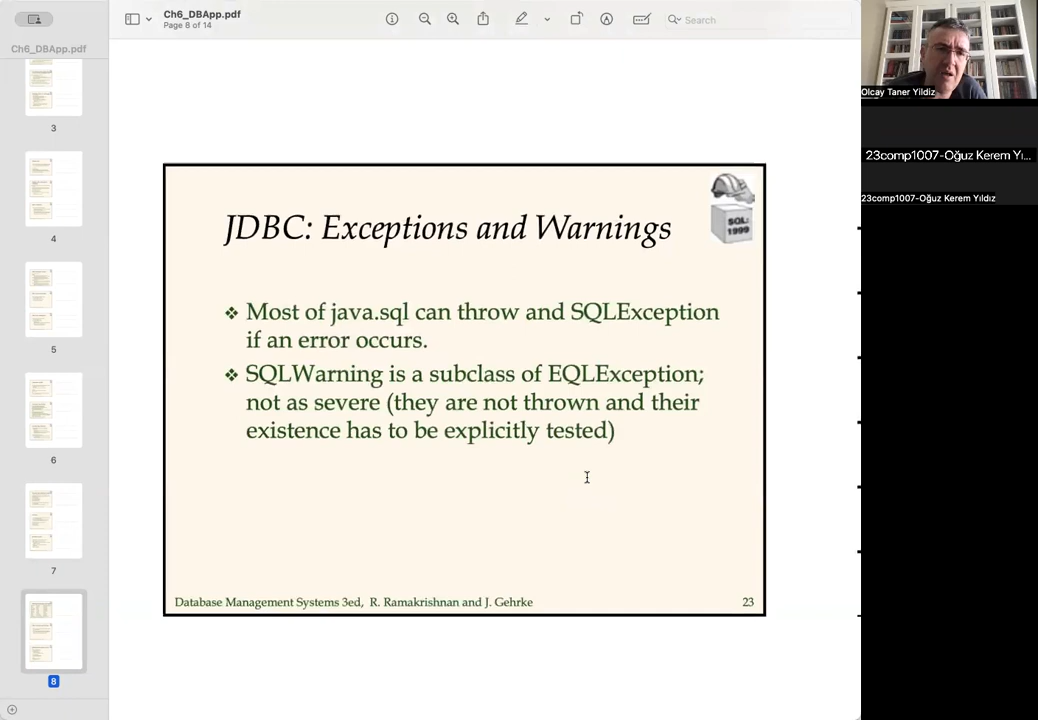 Ch6_DBApp.pdf
Page 8 of 14
Search
Ch6_DBApp.pdf
3
4
5
6
7
8
JDBC: Exceptions and Warnings
SQL:
1999
❖ Most of java.sql can throw and SQLException
if an error occurs.
❖ SQLWarning is a subclass of EQLException;
not as severe (they are not thrown and their
existence has to be explicitly tested)
Database Management Systems 3ed, R. Ramakrishnan and J. Gehrke
23
Olcay Taner Yildiz
23comp1007-Oğuz Kerem Yı...
23comp1007-Oğuz Kerem Yıldız